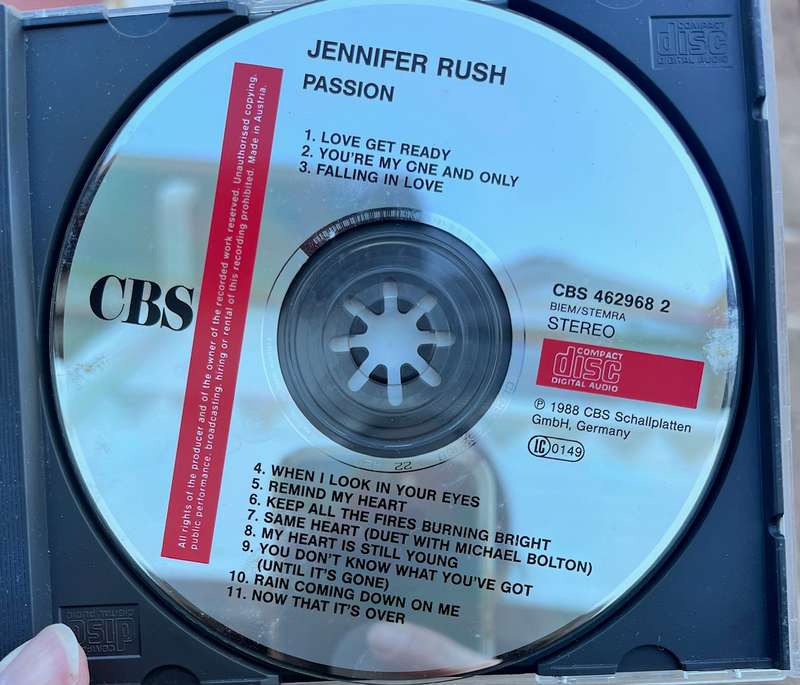 JENNIFER RUSH
PASSION
1. LOVE GET READY
2. YOU'RE MY CNE AND ONLY
3. FALLING IN LOVE
All rights of the producer and of the owner of the recorded work reserved. Unauthorised copying,
public performance, broadcasting, hiring or rental of this recording prohibited. Made in Austria.
CBS
CBS 462968 2
BIEM/STEMRA
STEREO
COMPACT
disc
DIGITAL AUDIO
℗ 1988 CBS Schallplatten
GmbH, Germany
LC 0149
4. WHEN I LOOK IN YOUR EYES
5. REMIND MY HEART
6. KEEP ALL THE FIRES BURNING BRIGHT
7. SAME HEART (DUET WITH MICHAEL BOLTON)
8. MY HEART IS STILL YOUNG
9. YOU DON'T KNOW WHAT YOU'VE GOT
(UNTIL IT'S GONE)
10. RAIN COMING DOWN ON ME
11. NOW THAT IT'S OVER
COMPACT
disc
DIGITAL AUDIO
COMPACT
disc
DIGITAL AUDIO
22